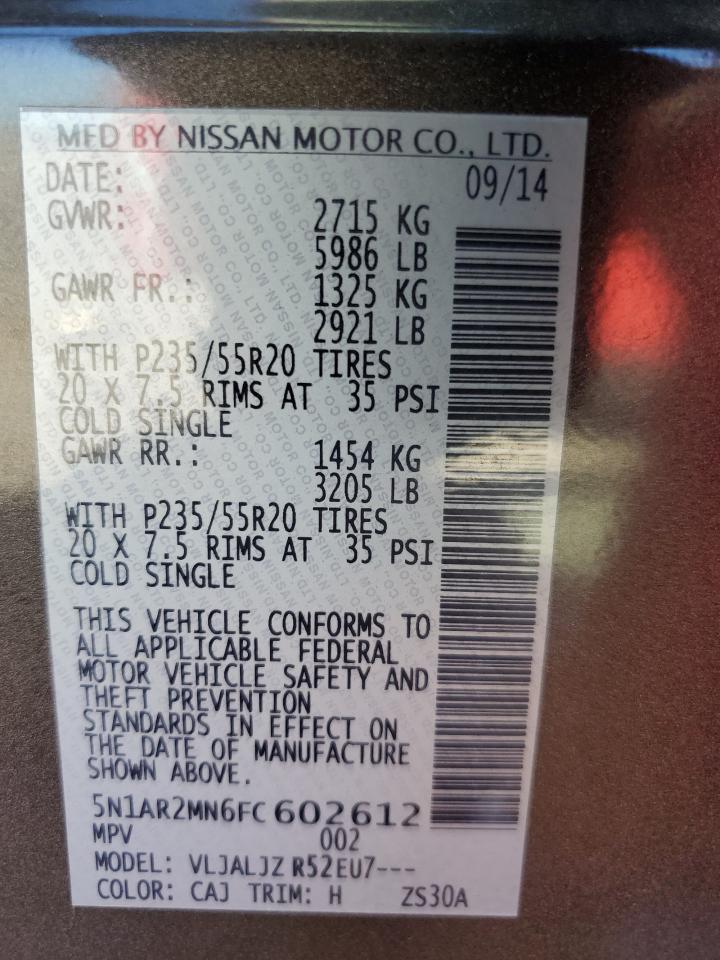 MFD BY NISSAN MOTOR CO., LTD.
DATE: 09/14
GVWR: 2715 KG
5986 LB
GAWR FR.: 1325 KG
2921 LB
WITH P235/55R20 TIRES
20 X 7.5 RIMS AT 35 PSI
COLD SINGLE
GAWR RR.: 1454 KG
3205 LB
WITH P235/55R20 TIRES
20 X 7.5 RIMS AT 35 PSI
COLD SINGLE
THIS VEHICLE CONFORMS TO
ALL APPLICABLE FEDERAL
MOTOR VEHICLE SAFETY AND
THEFT PREVENTION
STANDARDS IN EFFECT ON
THE DATE OF MANUFACTURE
SHOWN ABOVE.
5N1AR2MN6FC 602612
MPV 002
MODEL: VLJALJZ R52EU7---
COLOR: CAJ TRIM: H ZS30A